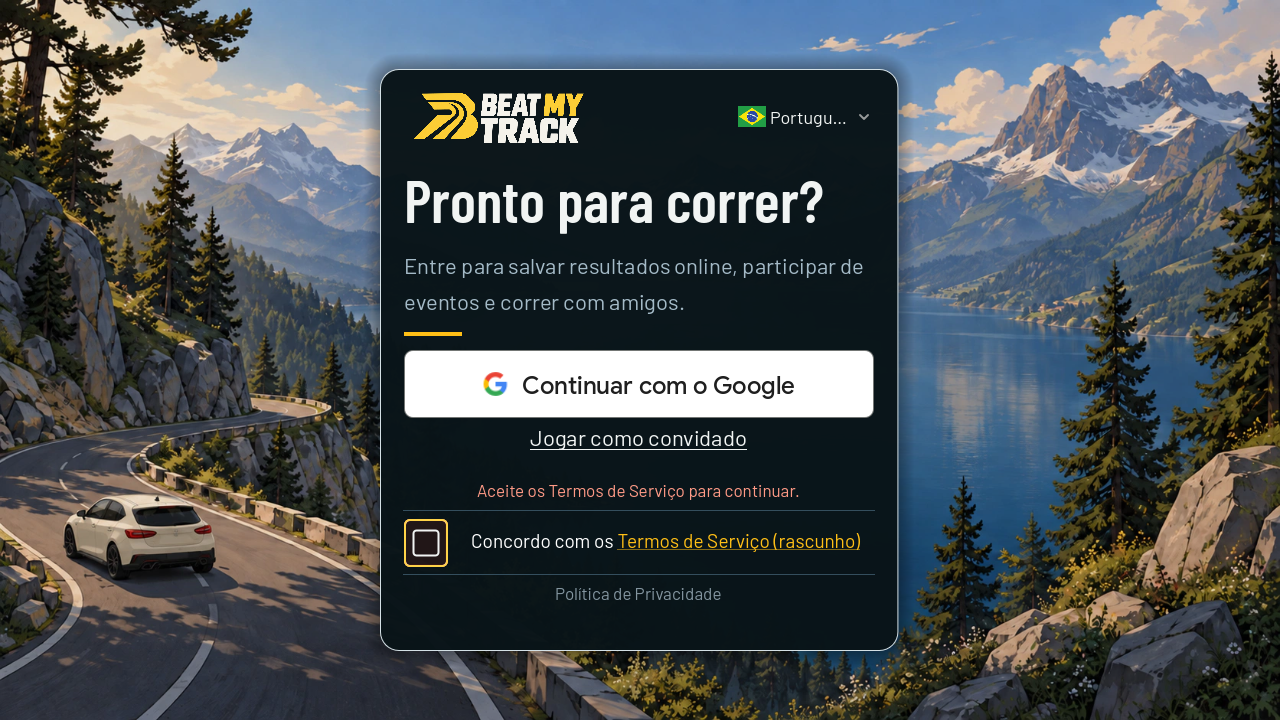 BEAT MY
TRACK
Portugu...
Pronto para correr?
Entre para salvar resultados online, participar de
eventos e correr com amigos.
Continuar com o Google
Jogar como convidado
Aceite os Termos de Serviço para continuar.
Concordo com os Termos de Serviço (rascunho)
Política de Privacidade